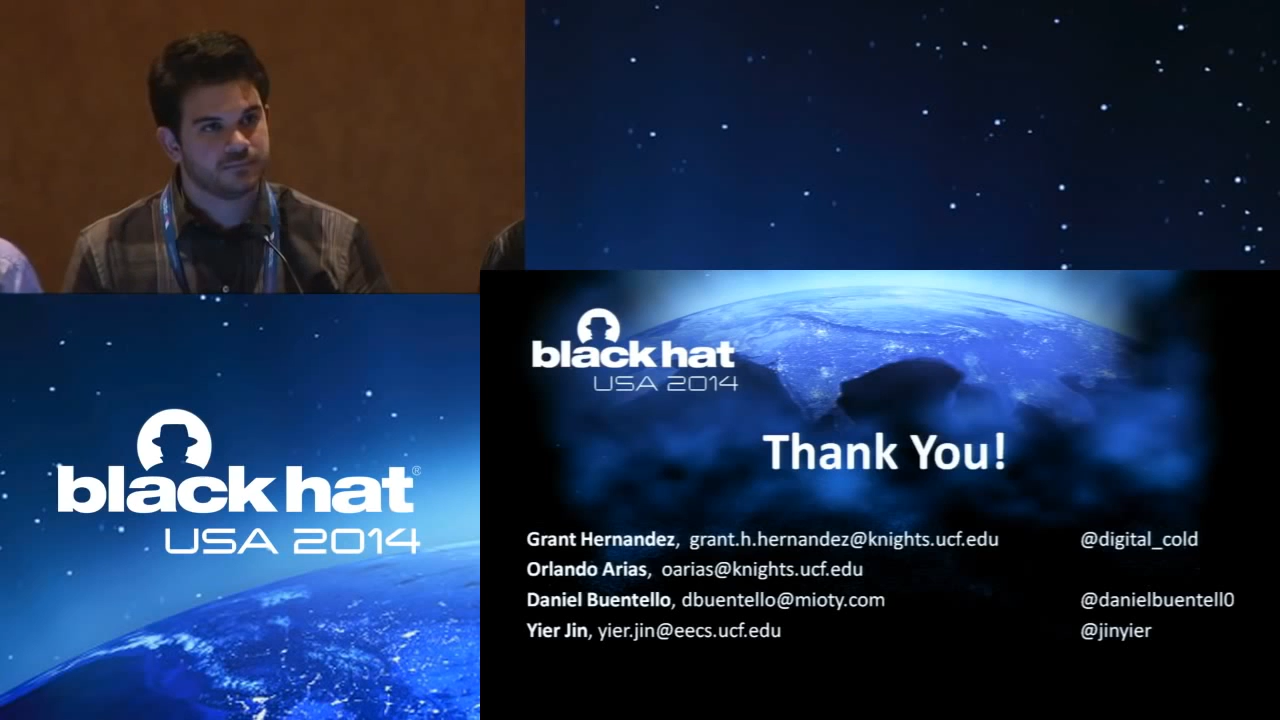 black hat®
USA 2014
black hat
USA 2014
Thank You!
Grant Hernandez, grant.h.hernandez@knights.ucf.edu @digital_cold
Orlando Arias, oarias@knights.ucf.edu
Daniel Buentello, dbuentello@mioty.com @danielbuentell0
Yier Jin, yier.jin@eecs.ucf.edu @jinyier